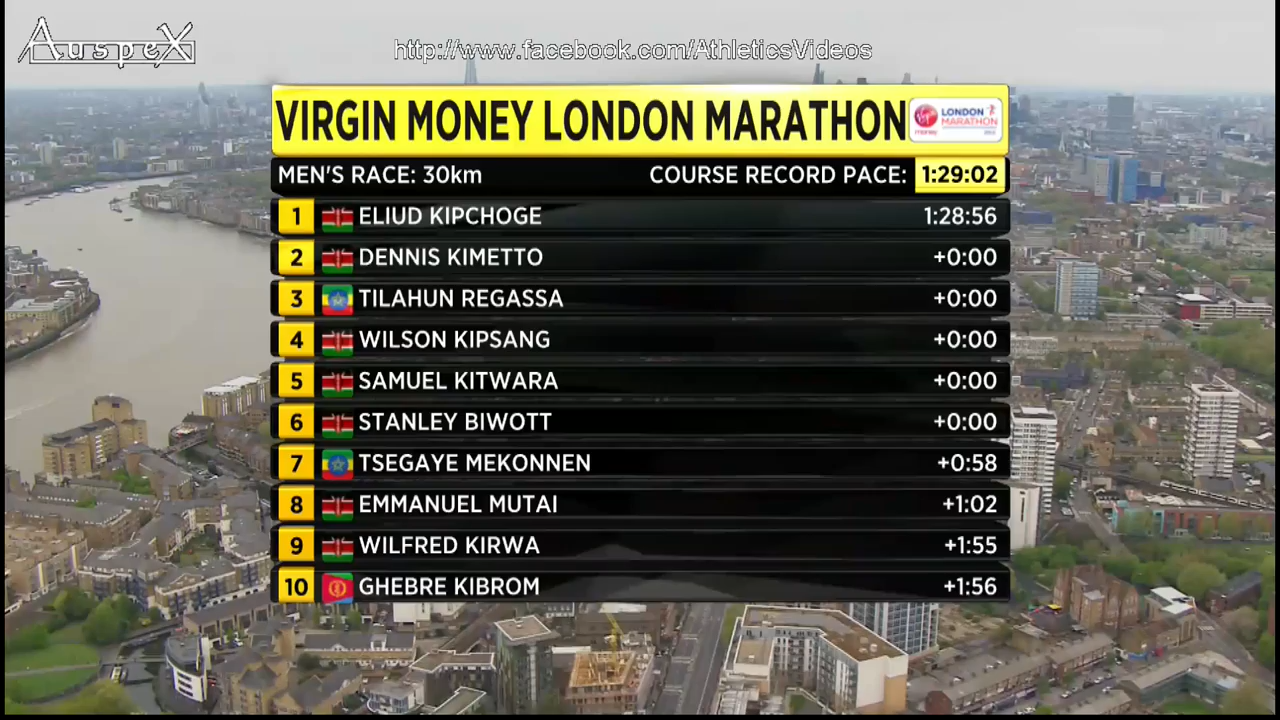 AuspeX
http://www.facebook.com/AthleticsVideos
VIRGIN MONEY LONDON MARATHON
Virgin money LONDON MARATHON
MEN'S RACE: 30km COURSE RECORD PACE: 1:29:02
1 ELIUD KIPCHOGE 1:28:56
2 DENNIS KIMETTO +0:00
3 TILAHUN REGASSA +0:00
4 WILSON KIPSANG +0:00
5 SAMUEL KITWARA +0:00
6 STANLEY BIWOTT +0:00
7 TSEGAYE MEKONNEN +0:58
8 EMMANUEL MUTAI +1:02
9 WILFRED KIRWA +1:55
10 GHEBRE KIBROM +1:56